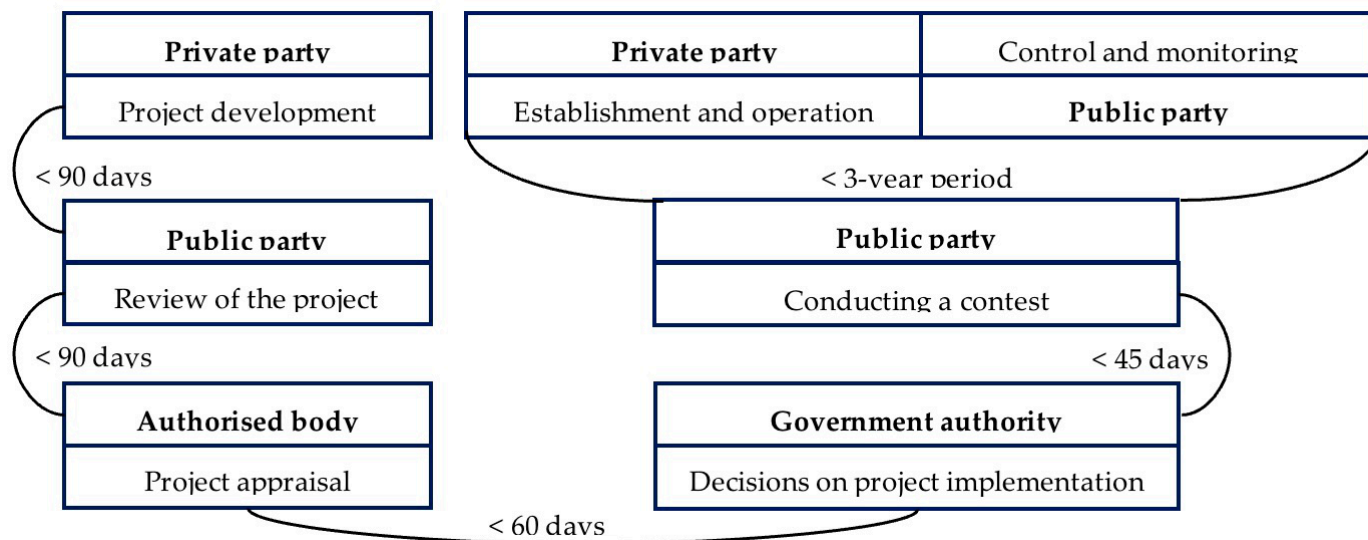 Private party
Project development
< 90 days
Public party
Review of the project
< 90 days
Authorised body
Project appraisal
< 60 days
Private party
Control and monitoring
Establishment and operation
Public party
< 3-year period
Public party
Conducting a contest
< 45 days
Government authority
Decisions on project implementation